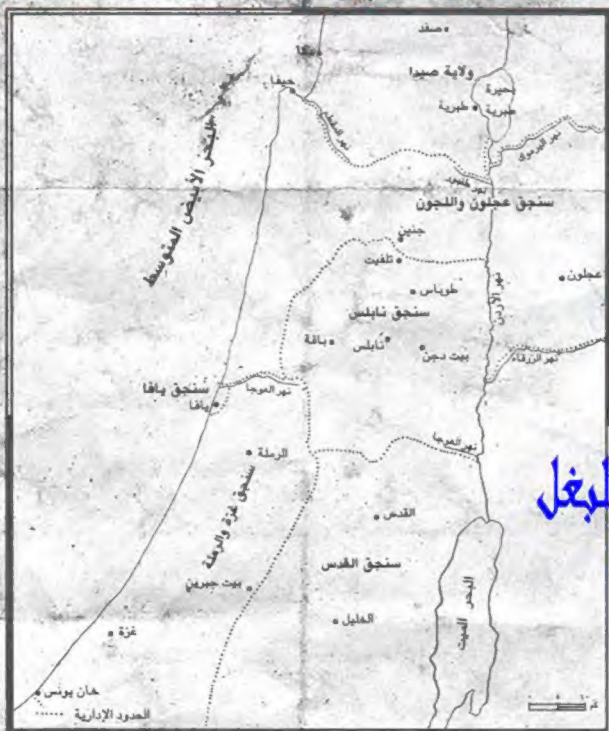 صفد
عكا
ولاية صيدا
حيفا
بحيرة
طبرية
طبرية
نهر المقطع
نهر اليرموك
البحر الأبيض المتوسط
سنجق عجلون واللجون
جنين
تلفيت
عجلون
طوباس
نهر الأردن
سنجق نابلس
باقة
نابلس
بيت دجن
نهر الزرقاء
سنجق يافا
نهر العوجا
يافا
الرملة
نهر العوجا
سنجق غزة والرملة
القدس
سنجق القدس
بيت جبرين
البحر الميت
الخليل
غزة
خان يونس
الحدود الإدارية
كم